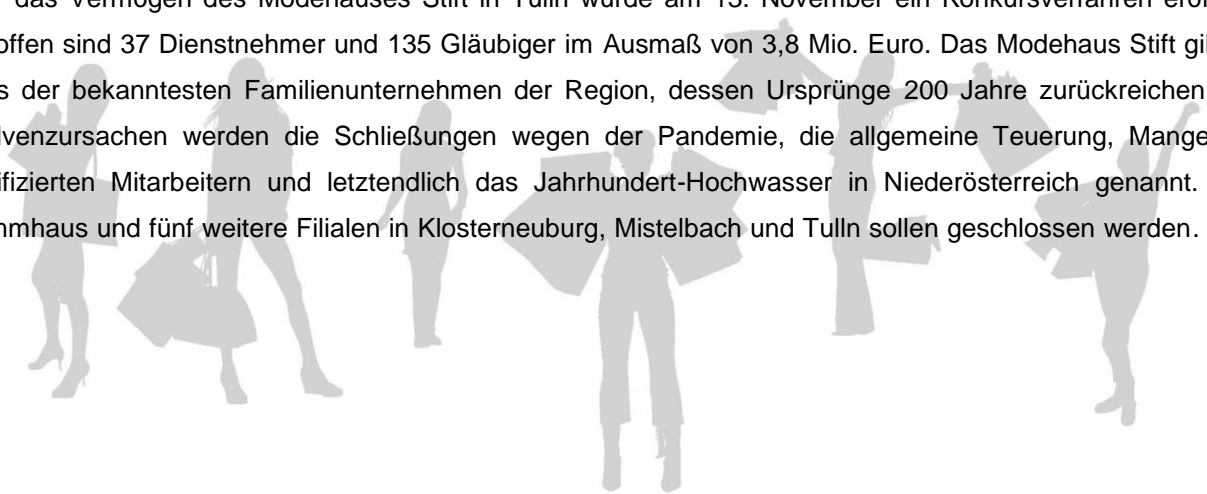 das Vermögen des Modehauses Stift in Tulln wurde am 13. November ein Konkursverfahren
offen sind 37 Dienstnehmer und 135 Gläubiger im Ausmaß von 3,8 Mio. Euro. Das Modehaus Stift
der bekanntesten Familienunternehmen der Region, dessen Ursprünge 200 Jahre zurückreichen
lvenzursachen werden die Schließungen wegen der Pandemie, die allgemeine Teuerung,
ifizierten Mitarbeitern und letztendlich das Jahrhundert-Hochwasser in Niederösterreich genannt.
mhaus und fünf weitere Filialen in Klosterneuburg, Mistelbach und Tulln sollen geschlossen werden.